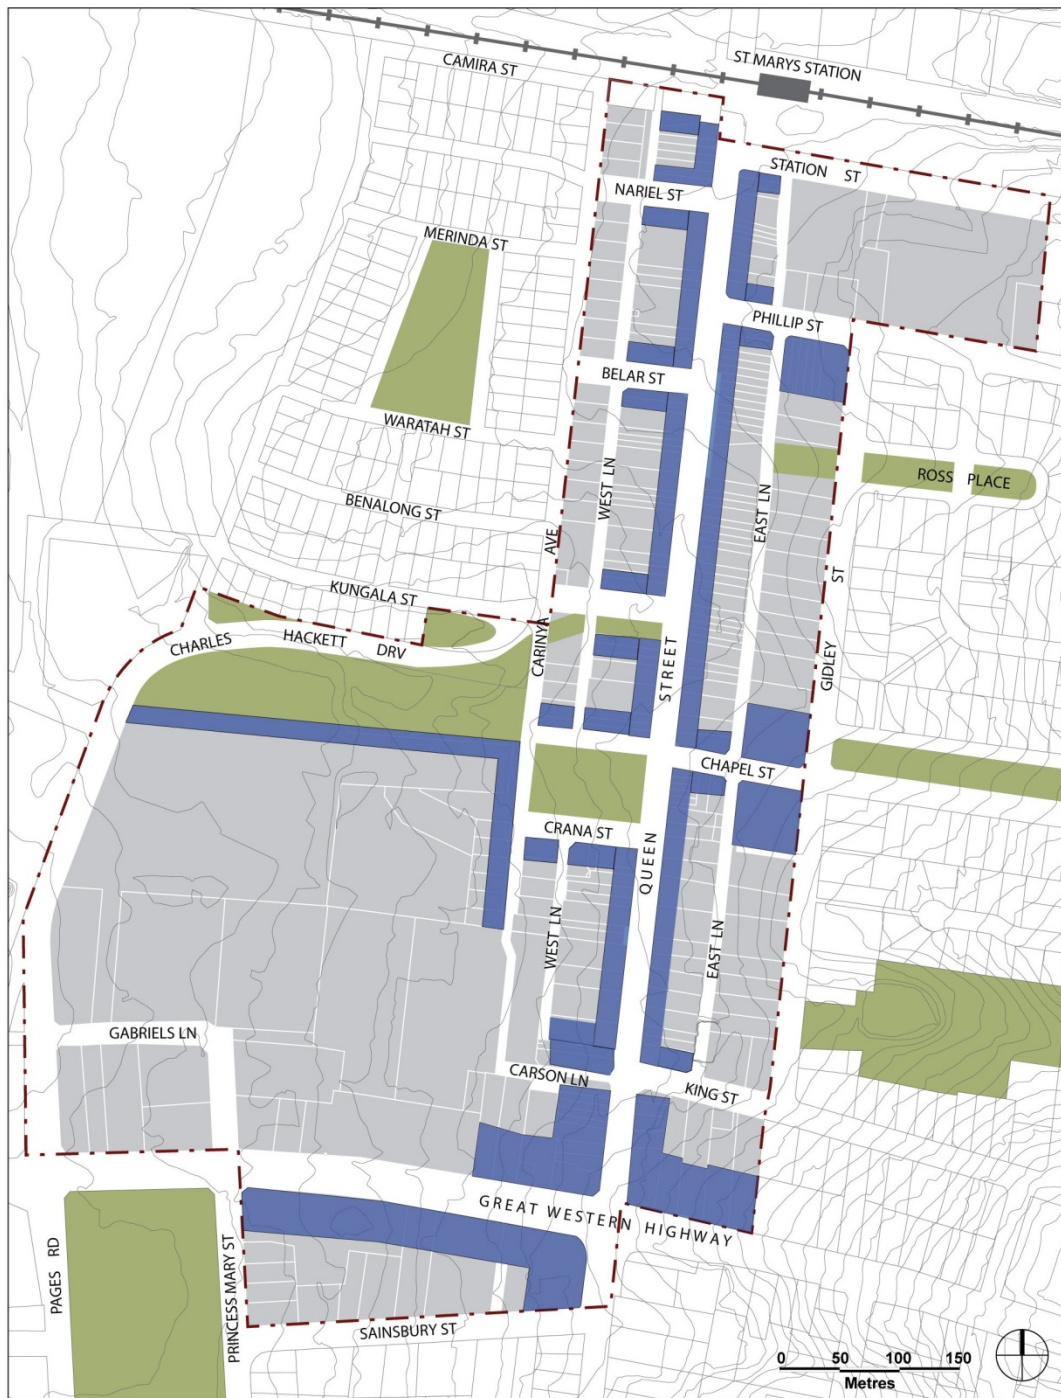 CAMIRA ST
ST MARYS STATION
STATION ST
NARIEL ST
MERINDA ST
PHILLIP ST
BELAR ST
WARATAH ST
WEST LN
ROSS PLACE
BENALONG ST
EAST LN
AVE
KUNGALA ST
ST
CHARLES HACKETT DRV
CARINYA
STREET
GIDLEY
CHAPEL ST
CRANA ST
QUEEN
WEST LN
EAST LN
GABRIELS LN
CARSON LN
KING ST
GREAT WESTERN HIGHWAY
PAGES RD
PRINCESS MARY ST
SAINSBURY ST
0 50 100 150
Metres